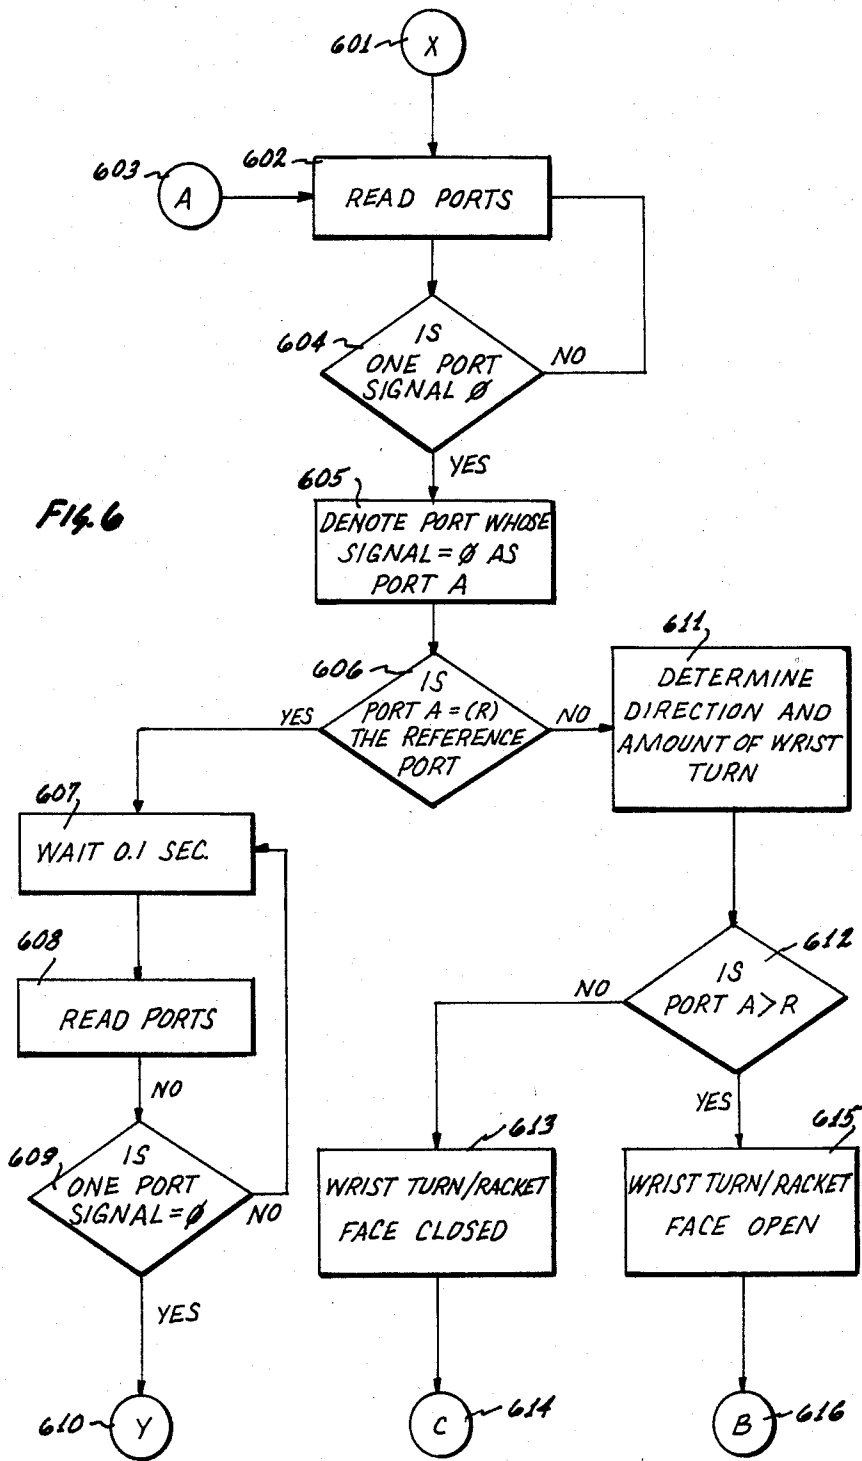 601
X
603
A
602
READ PORTS
604
IS
ONE PORT
SIGNAL Ø
NO
YES
FIG. 6
605
DENOTE PORT WHOSE
SIGNAL = Ø AS
PORT A
606
IS
PORT A = (R)
THE REFERENCE
PORT
YES
NO
611
DETERMINE
DIRECTION AND
AMOUNT OF WRIST
TURN
607
WAIT 0.1 SEC.
608
READ PORTS
NO
609
IS
ONE PORT
SIGNAL = Ø
NO
YES
610
Y
612
IS
PORT A > R
NO
YES
613
WRIST TURN/RACKET
FACE CLOSED
614
C
615
WRIST TURN/RACKET
FACE OPEN
616
B